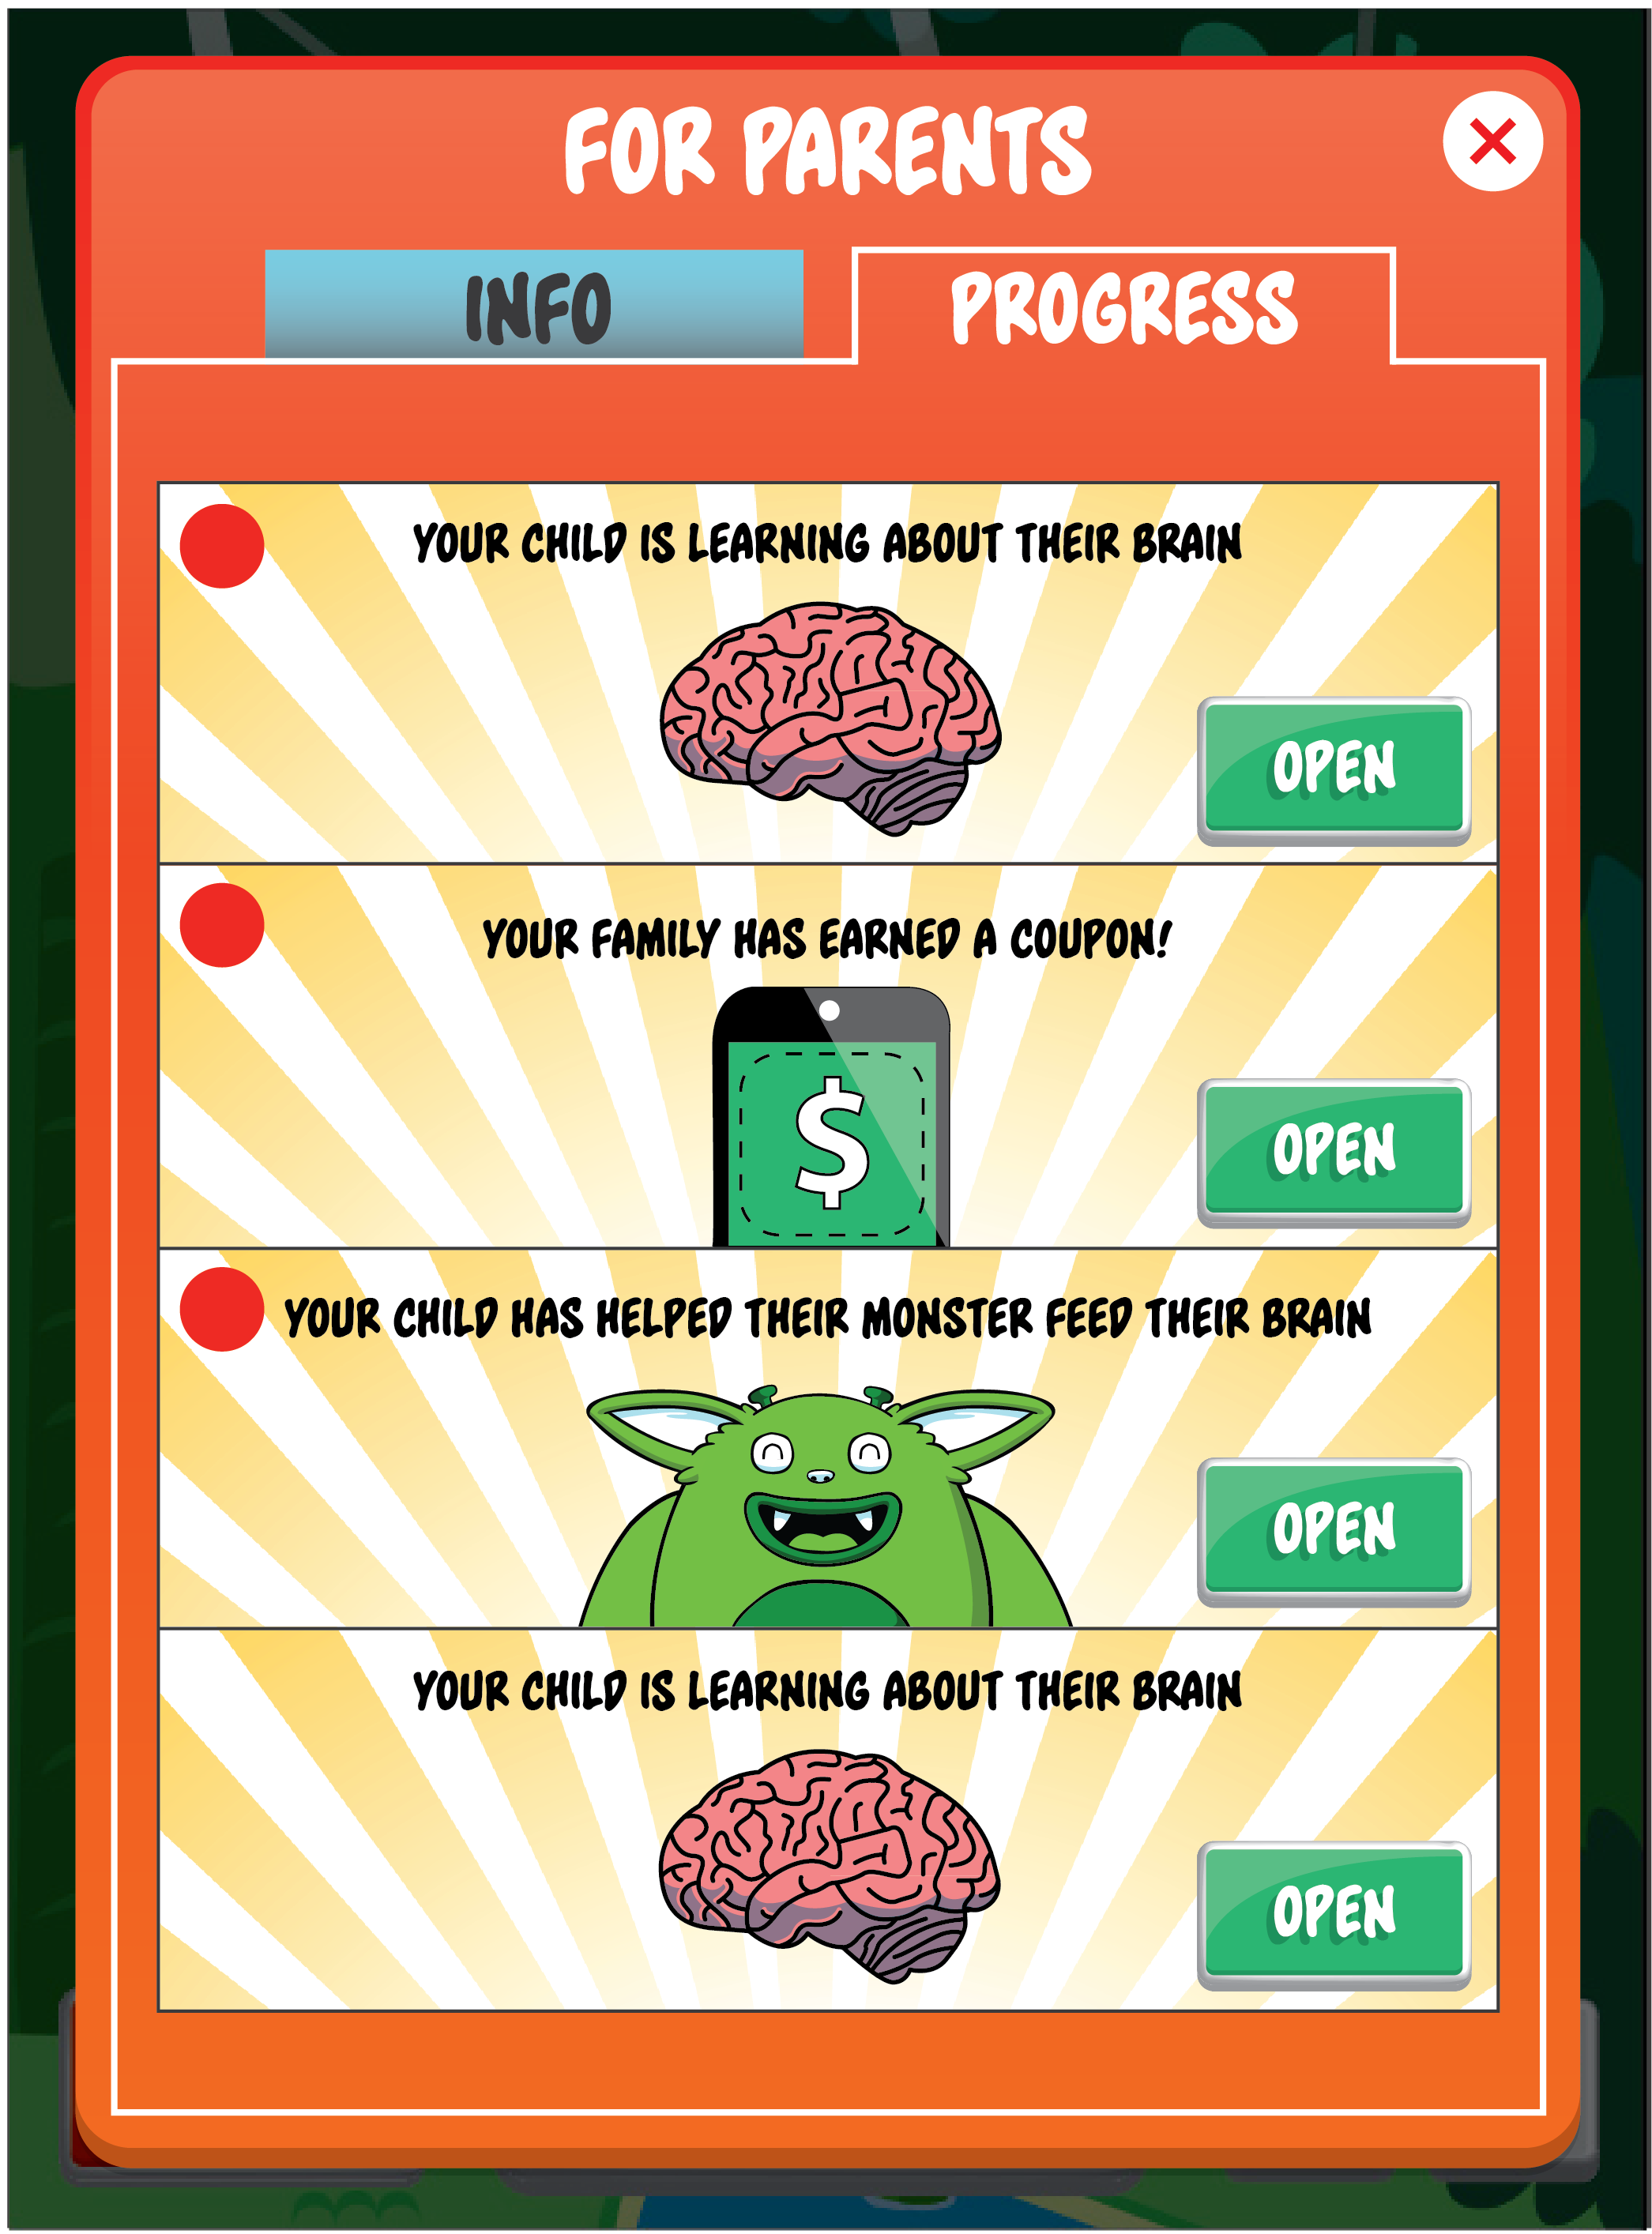 FOR PARENTS
INFO
PROGRESS
YOUR CHILD IS LEARNING ABOUT THEIR BRAIN
OPEN
YOUR FAMILY HAS EARNED A COUPON!
$
OPEN
YOUR CHILD HAS HELPED THEIR MONSTER FEED THEIR BRAIN
OPEN
YOUR CHILD IS LEARNING ABOUT THEIR BRAIN
OPEN